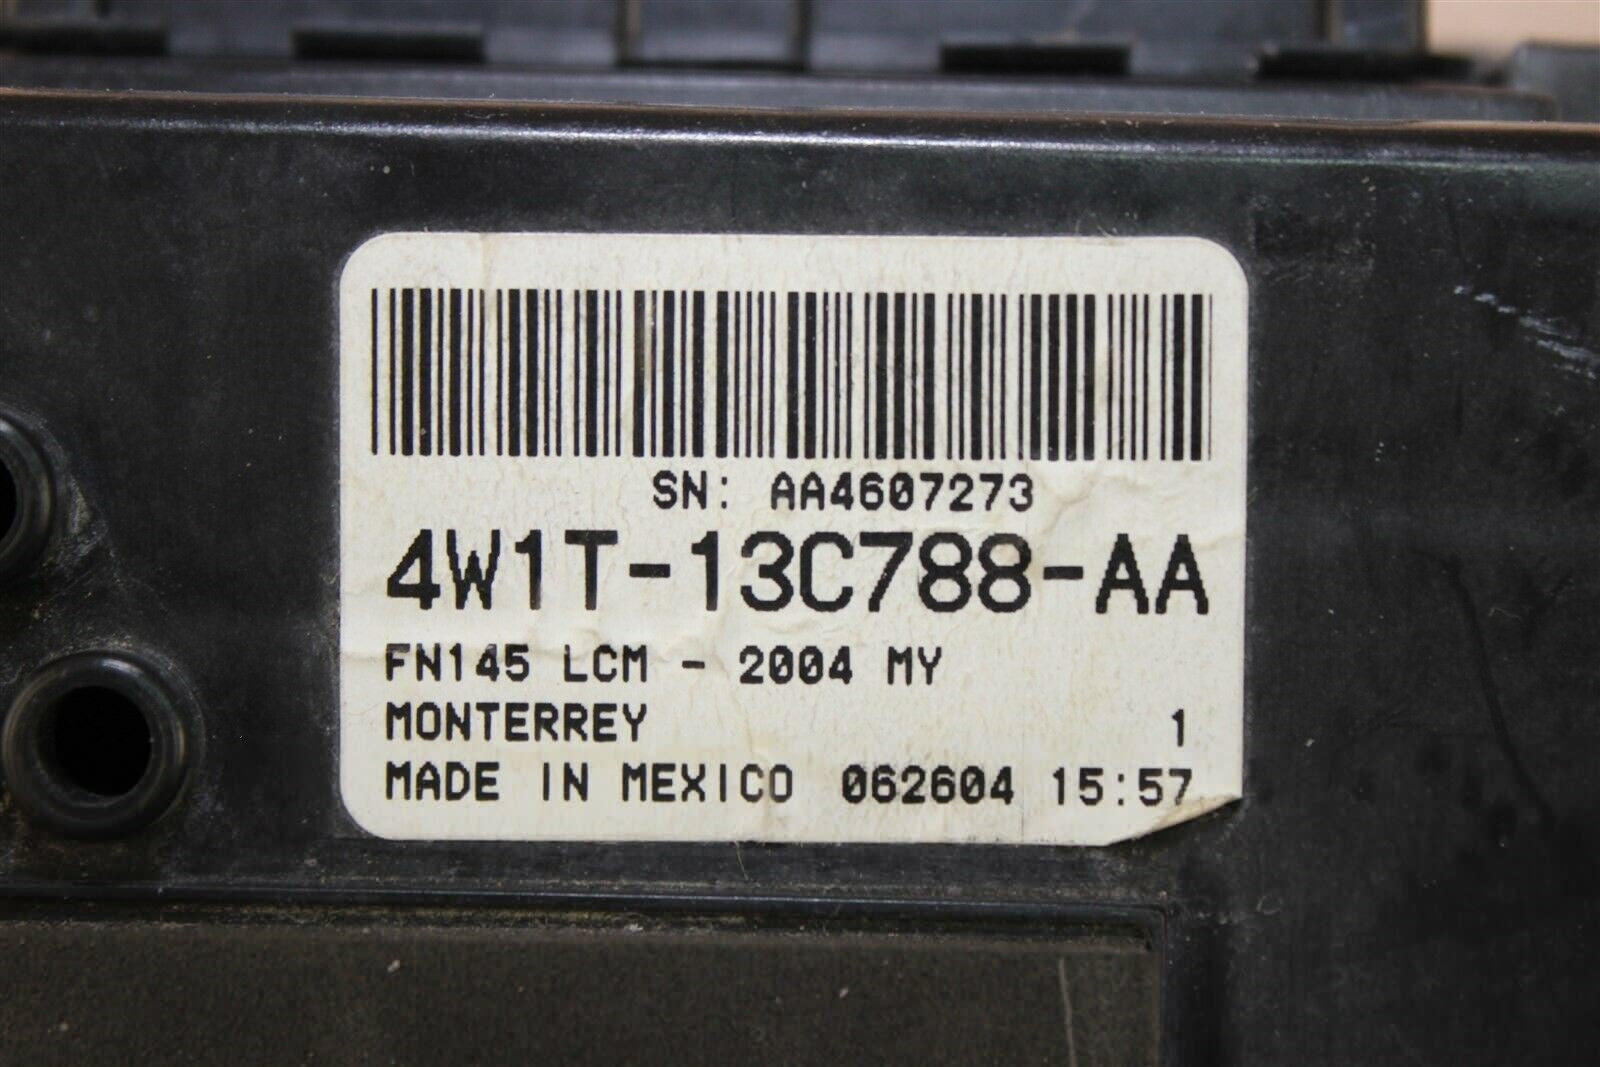 SN: AA4607273
4W1T-13C788-AA
FN145 LCM - 2004 MY
MONTERREY 1
MADE IN MEXICO 062604 15:57